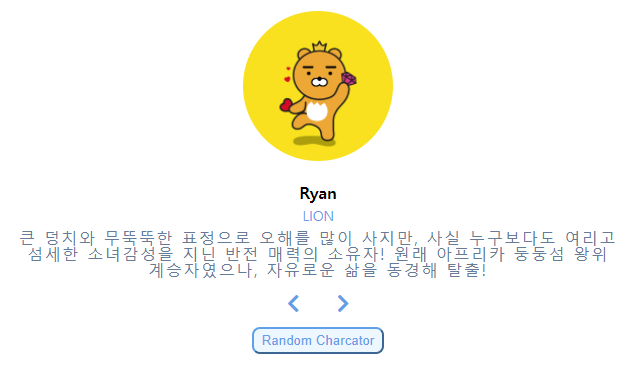 Ryan
LION
큰 덩치와 무뚝뚝한 표정으로 오해를 많이 사지만, 사실 누구보다도 여리고
섬세한 소녀감성을 지닌 반전 매력의 소유자! 원래 아프리카 둥둥섬 왕위
계승자였으나, 자유로운 삶을 동경해 탈출!
Random Charcator